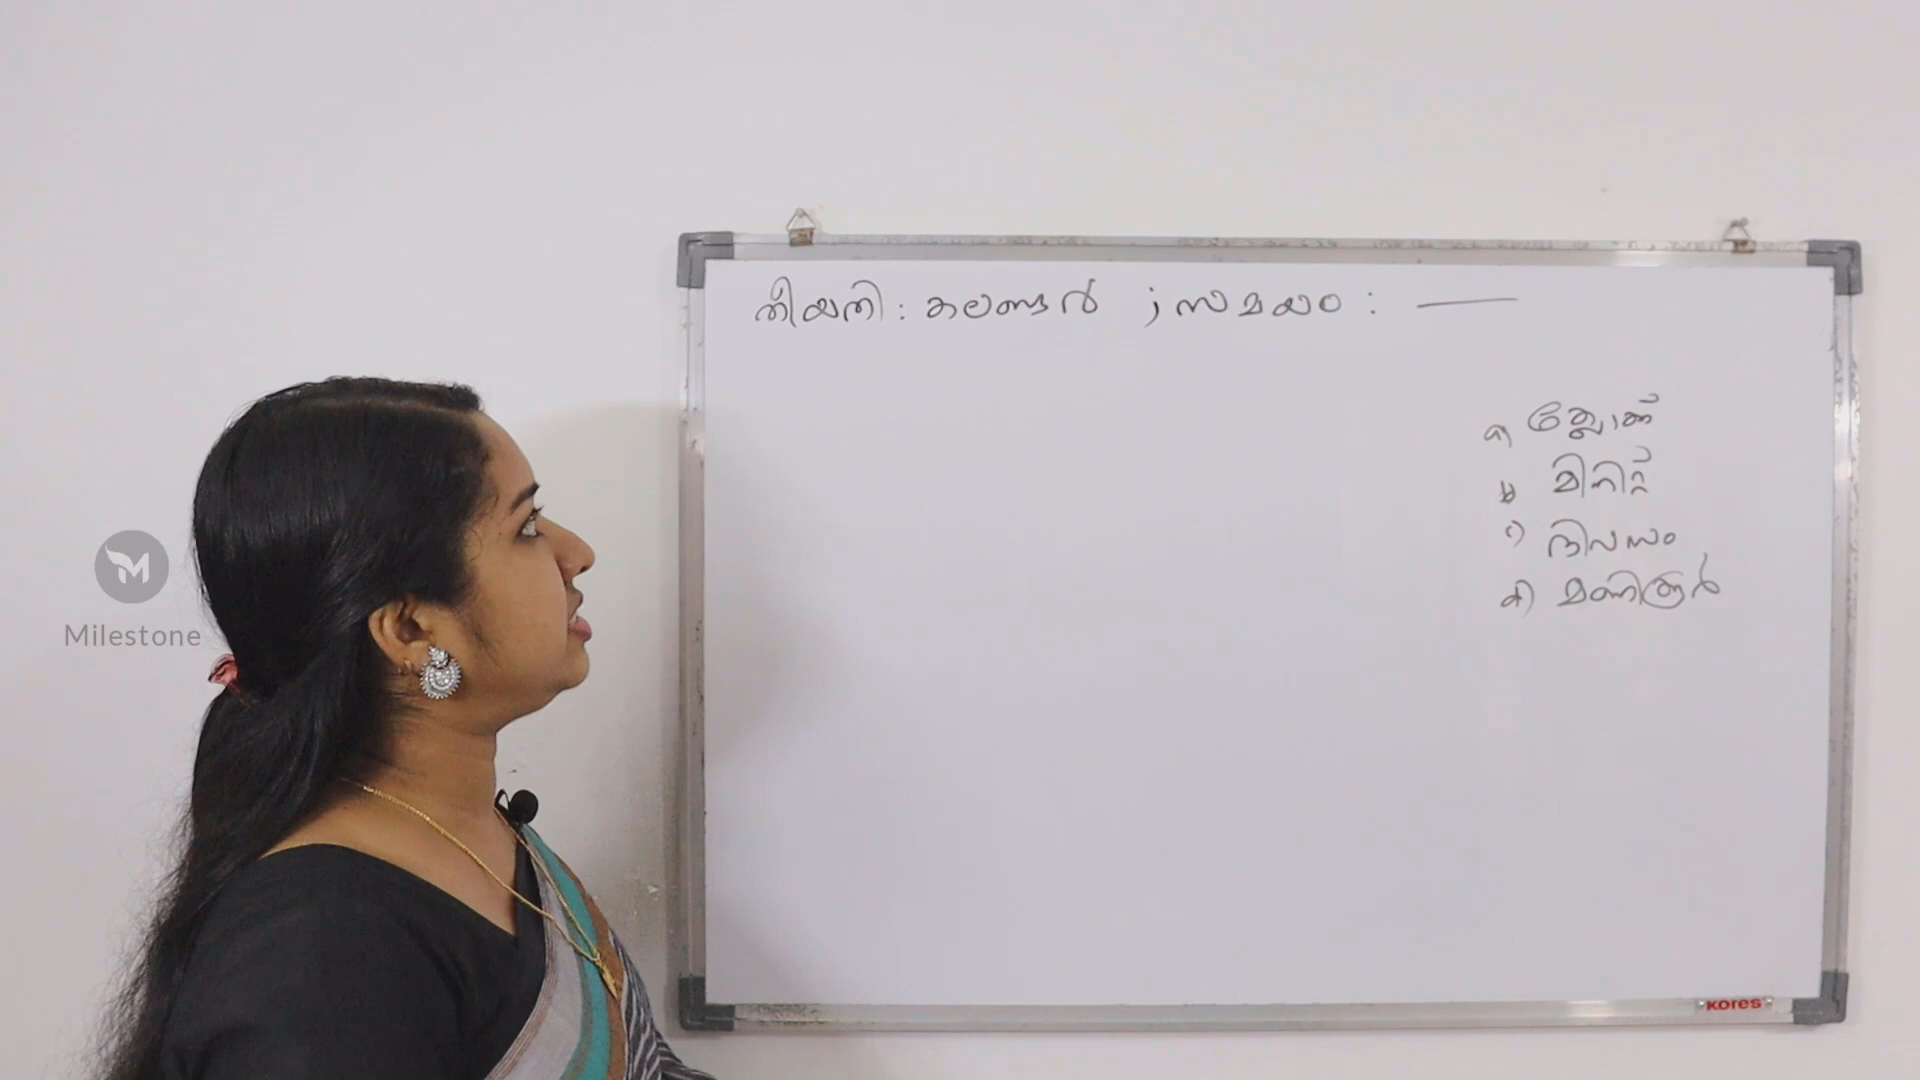 തീയതി : കലണ്ടർ ; സമയം : ——
a) ക്ലോക്ക്
b) മിനിറ്റ്
c) ദിവസം
d) മണിക്കൂർ
Milestone
KORES